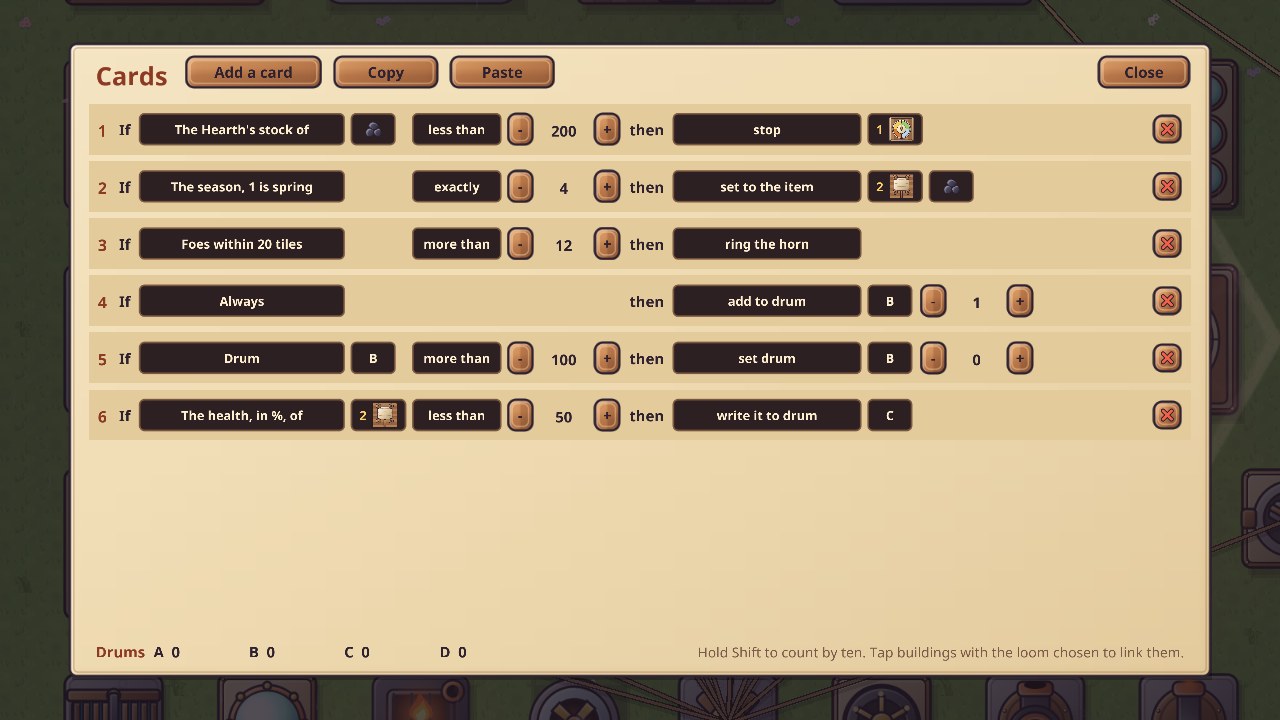 Cards Add a card Copy Paste Close
1 If The Hearth's stock of less than - 200 + then stop 1
2 If The season, 1 is spring exactly - 4 + then set to the item 2
3 If Foes within 20 tiles more than - 12 + then ring the horn
4 If Always then add to drum B - 1 +
5 If Drum B more than - 100 + then set drum B - 0 +
6 If The health, in %, of 2 less than - 50 + then write it to drum C
Drums A 0 B 0 C 0 D 0 Hold Shift to count by ten. Tap buildings with the loom chosen to link them.